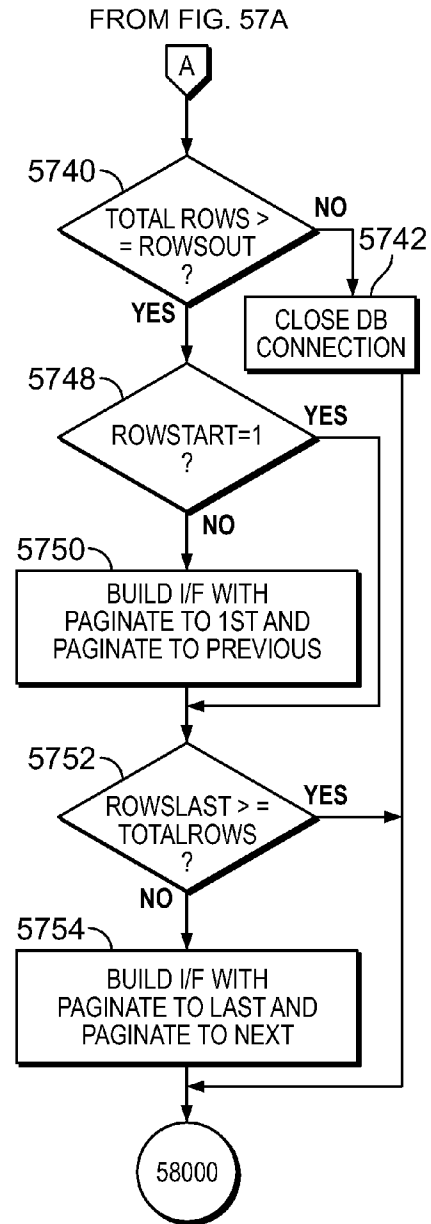 FROM FIG. 57A
A
5740
TOTAL ROWS >
= ROWSOUT
?
NO
YES
5742
CLOSE DB
CONNECTION
5748
ROWSTART=1
?
YES
NO
5750
BUILD I/F WITH
PAGINATE TO 1ST AND
PAGINATE TO PREVIOUS
5752
ROWSLAST > =
TOTALROWS
?
YES
NO
5754
BUILD I/F WITH
PAGINATE TO LAST AND
PAGINATE TO NEXT
58000